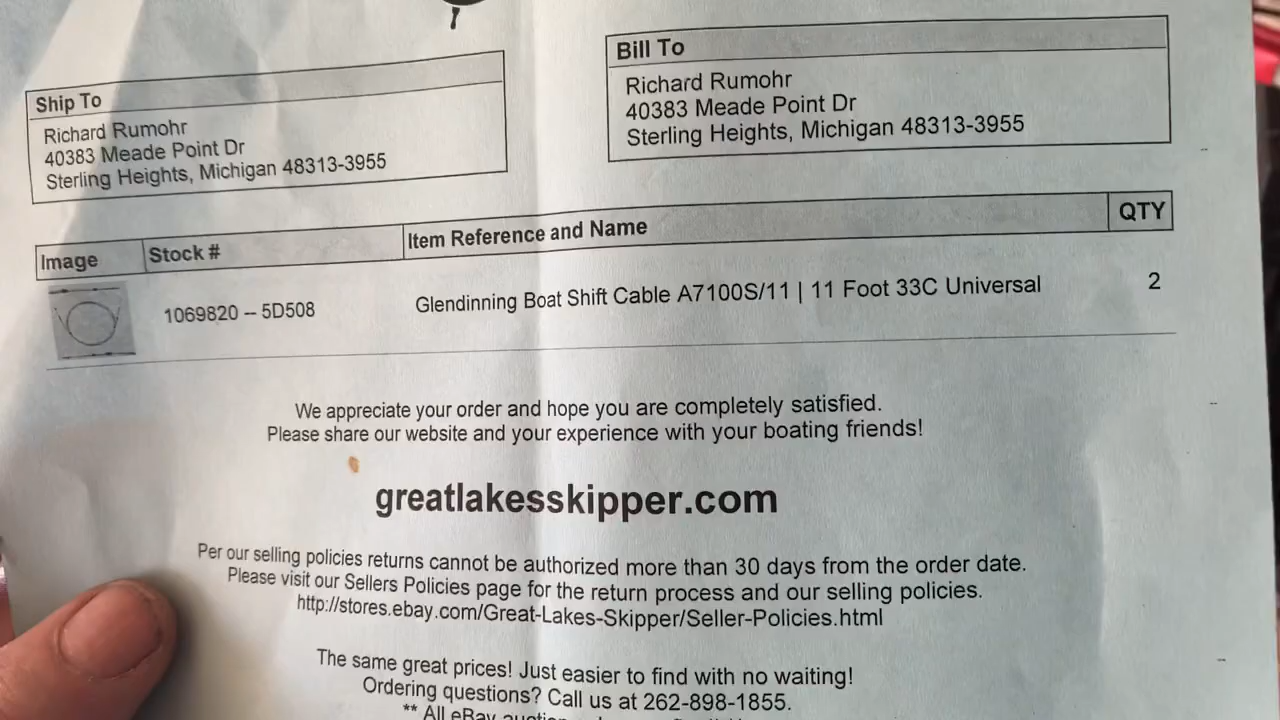 Ship To
Richard Rumohr
40383 Meade Point Dr
Sterling Heights, Michigan 48313-3955
Bill To
Richard Rumohr
40383 Meade Point Dr
Sterling Heights, Michigan 48313-3955
Image Stock # Item Reference and Name QTY
1069820 -- 5D508 Glendinning Boat Shift Cable A7100S/11 | 11 Foot 33C Universal 2
We appreciate your order and hope you are completely satisfied.
Please share our website and your experience with your boating friends!
greatlakesskipper.com
Per our selling policies returns cannot be authorized more than 30 days from the order date.
Please visit our Sellers Policies page for the return process and our selling policies.
http://stores.ebay.com/Great-Lakes-Skipper/Seller-Policies.html
The same great prices! Just easier to find with no waiting!
Ordering questions? Call us at 262-898-1855.
** All eBay